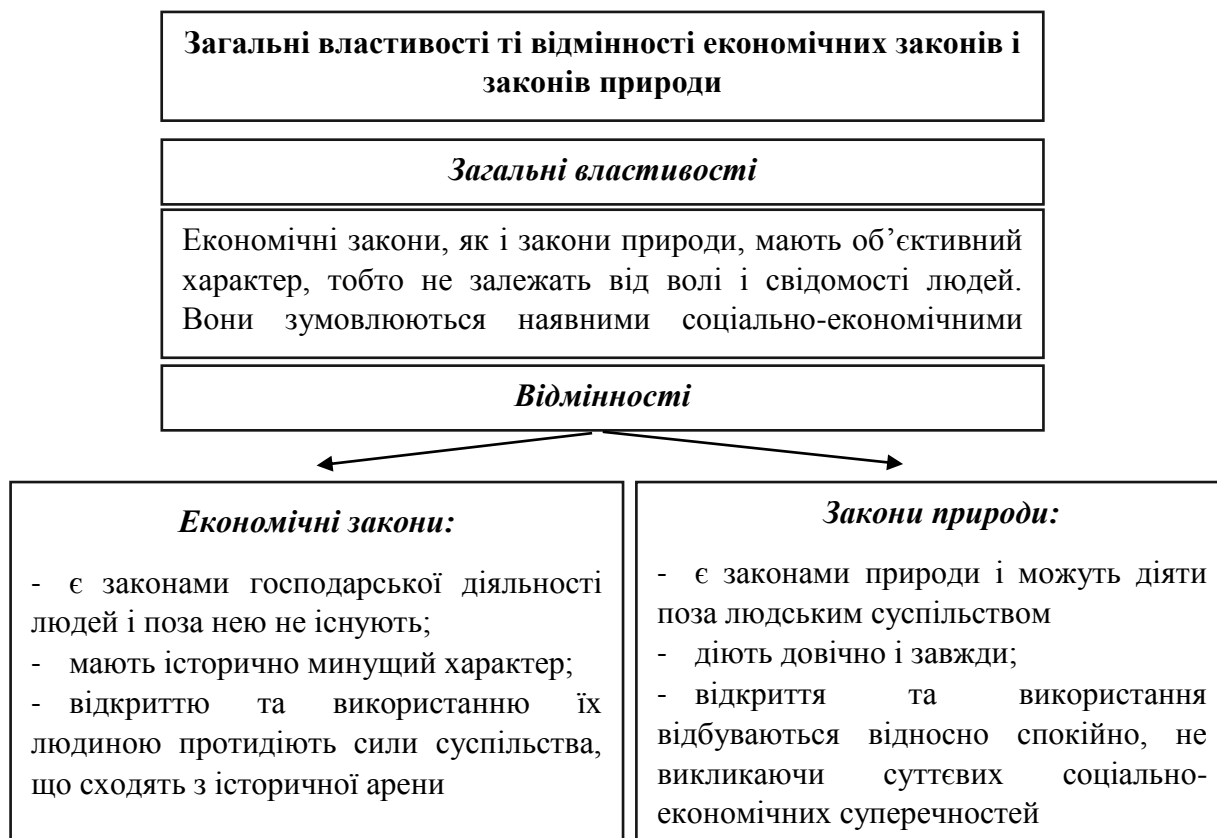 Загальні властивості ті відмінності економічних законів і
законів природи
Загальні властивості
Економічні закони, як і закони природи, мають об’єктивний
характер, тобто не залежать від волі і свідомості людей.
Вони зумовлюються наявними соціально-економічними
Відмінності
Економічні закони:
- є законами господарської діяльності
людей і поза нею не існують;
- мають історично минущий характер;
- відкриттю та використанню їх
людиною протидіють сили суспільства,
що сходять з історичної арени
Закони природи:
- є законами природи і можуть діяти
поза людським суспільством
- діють довічно і завжди;
- відкриття та використання
відбуваються відносно спокійно, не
викликаючи суттєвих соціально-
економічних суперечностей